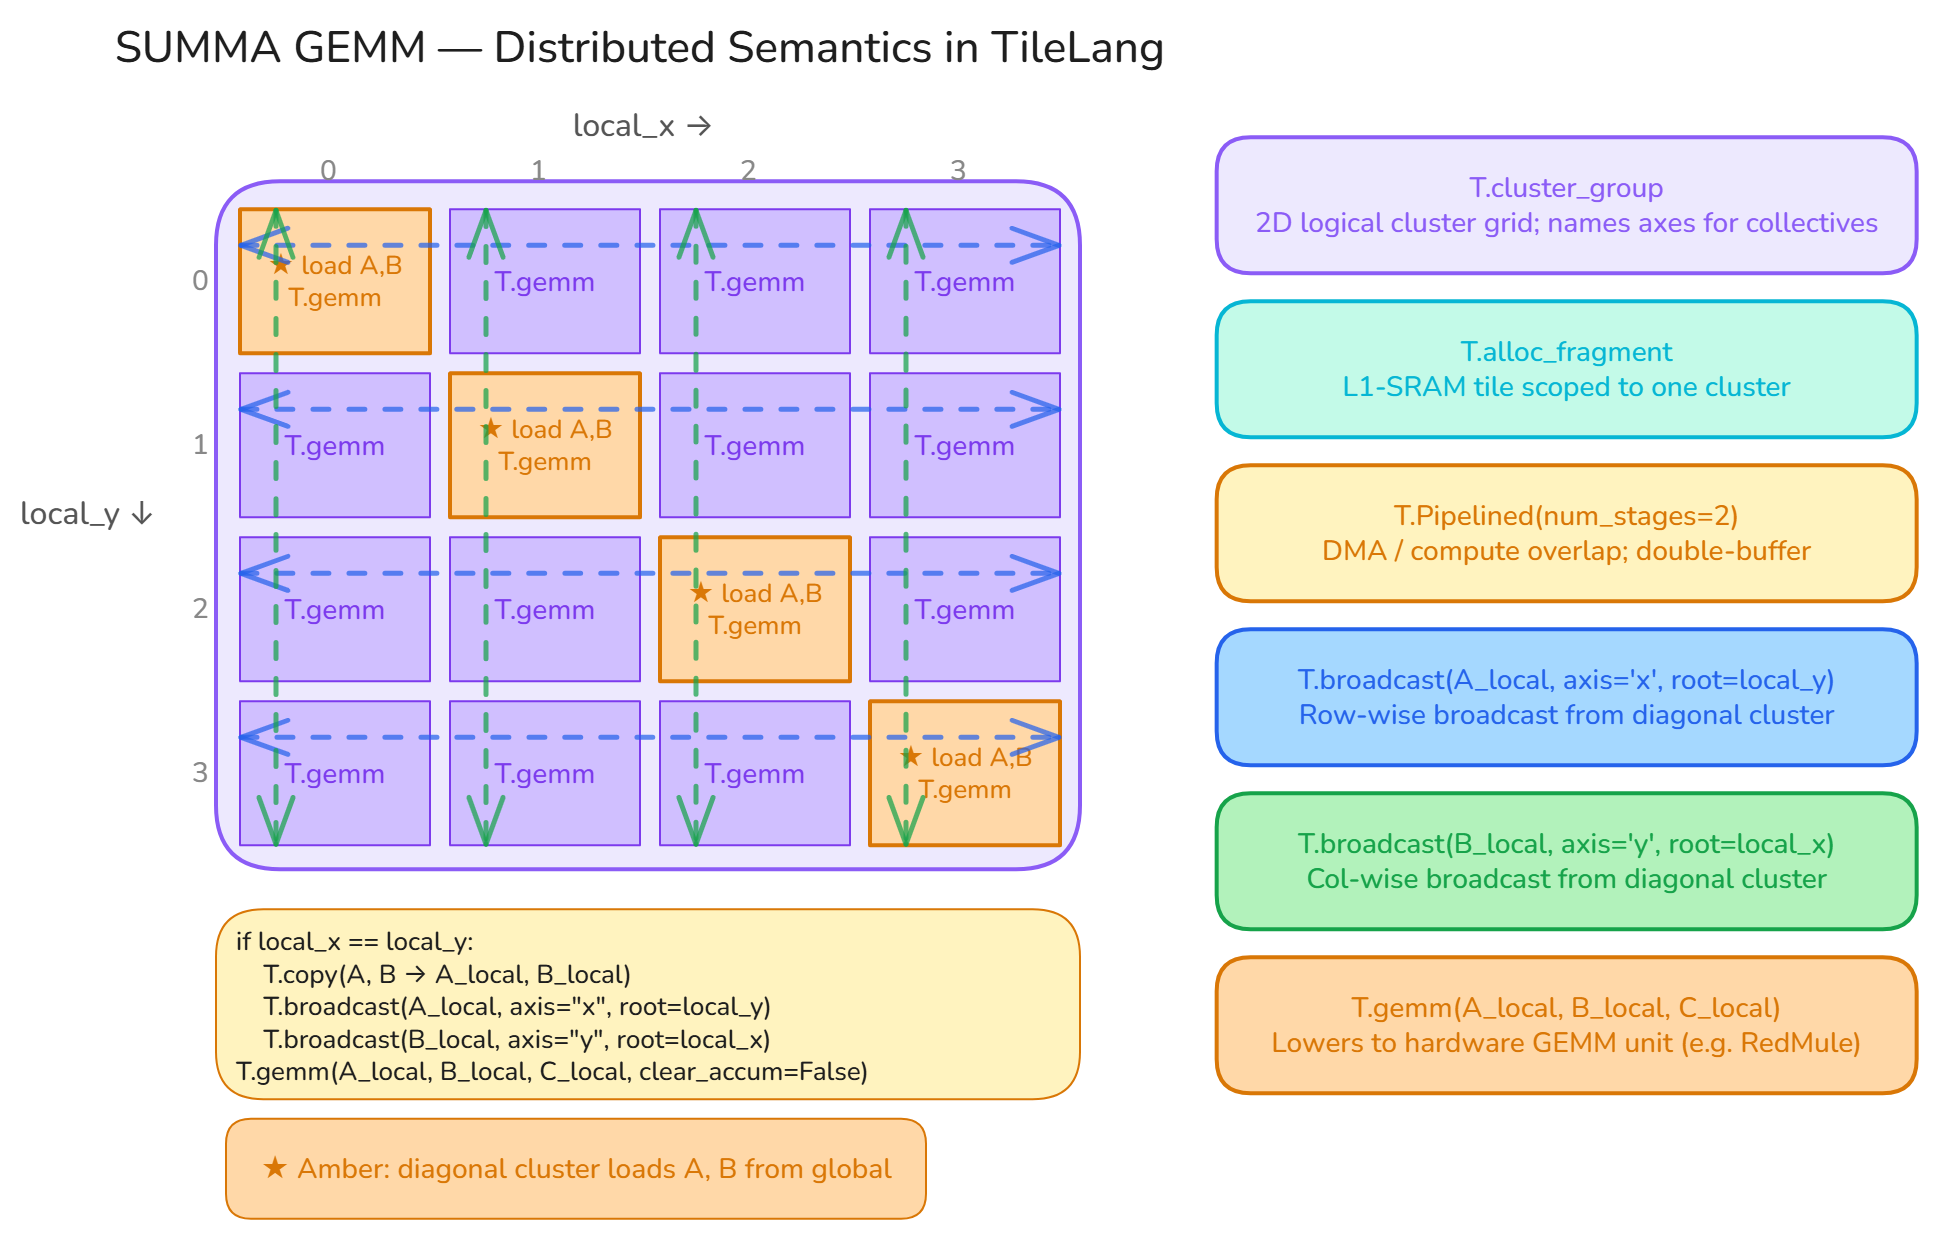 SUMMA GEMM — Distributed Semantics in TileLang
local_x →
0 1 2 3
0
★ load A,B
T.gemm
T.gemm
T.gemm
T.gemm
1
T.gemm
★ load A,B
T.gemm
T.gemm
T.gemm
local_y ↓
2
T.gemm
T.gemm
★ load A,B
T.gemm
T.gemm
3
T.gemm
T.gemm
T.gemm
★ load A,B
T.gemm
if local_x == local_y:
    T.copy(A, B → A_local, B_local)
    T.broadcast(A_local, axis="x", root=local_y)
    T.broadcast(B_local, axis="y", root=local_x)
T.gemm(A_local, B_local, C_local, clear_accum=False)
★ Amber: diagonal cluster loads A, B from global
T.cluster_group
2D logical cluster grid; names axes for collectives
T.alloc_fragment
L1-SRAM tile scoped to one cluster
T.Pipelined(num_stages=2)
DMA / compute overlap; double-buffer
T.broadcast(A_local, axis='x', root=local_y)
Row-wise broadcast from diagonal cluster
T.broadcast(B_local, axis='y', root=local_x)
Col-wise broadcast from diagonal cluster
T.gemm(A_local, B_local, C_local)
Lowers to hardware GEMM unit (e.g. RedMule)